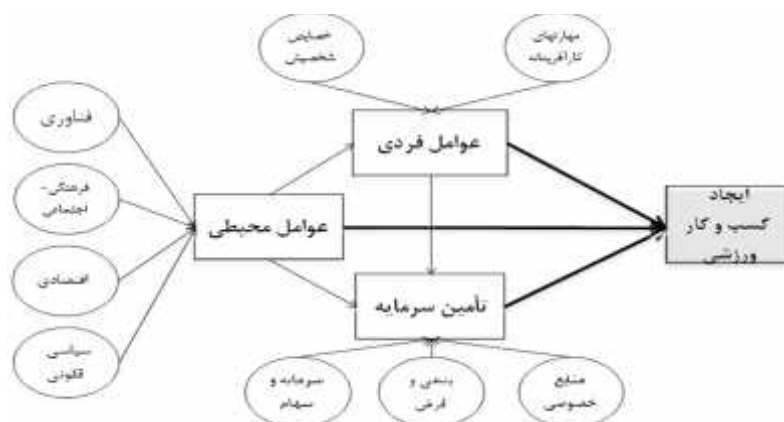 خصایص
شخصیتی
مهارتهای
کارآفرینانه
فناوری
عوامل فردی
فرهنگی-
اجتماعی
عوامل محیطی
ایجاد
کسب و کار
ورزشی
اقتصادی
تأمین سرمایه
سیاسی
قانونی
سرمایه و
سهام
بدهی و
قرض
منابع
خصوصی